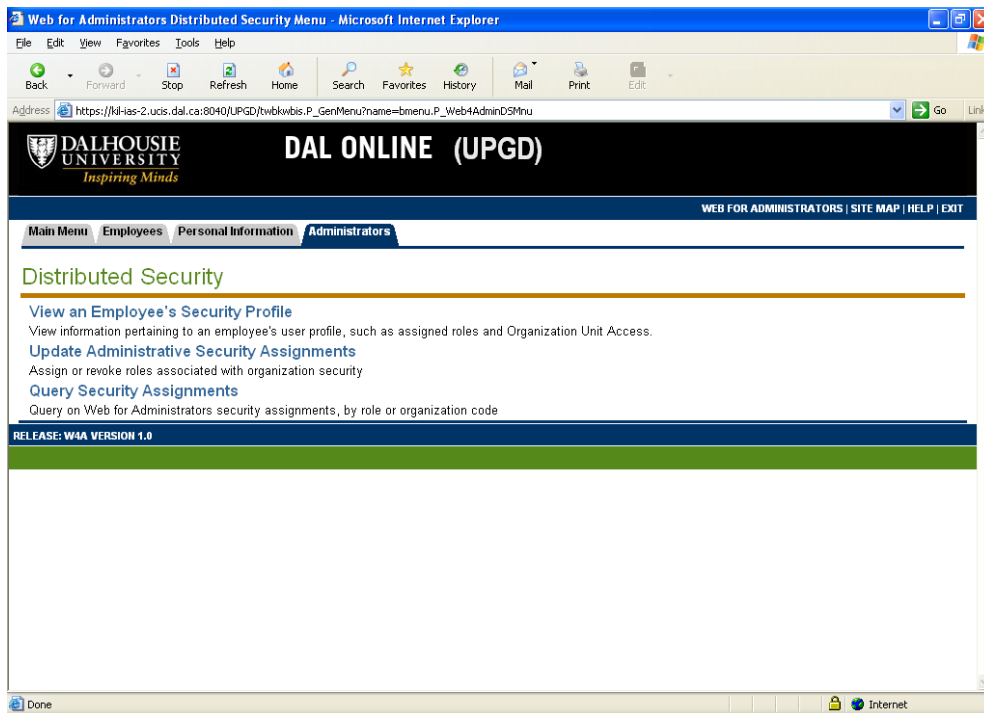 Web for Administrators Distributed Security Menu - Microsoft Internet Explorer
File Edit View Favorites Tools Help
Back Forward Stop Refresh Home Search Favorites History Mail Print Edit
Address https://kil-ias-2.ucis.dal.ca:8040/UPGD/twbkwbis.P_GenMenu?name=bmenu.P_Web4AdminDSMnu Go Link
DALHOUSIE
UNIVERSITY
Inspiring Minds
DAL ONLINE (UPGD)
WEB FOR ADMINISTRATORS | SITE MAP | HELP | EXIT
Main Menu Employees Personal Information Administrators
Distributed Security
View an Employee's Security Profile
View information pertaining to an employee's user profile, such as assigned roles and Organization Unit Access.
Update Administrative Security Assignments
Assign or revoke roles associated with organization security
Query Security Assignments
Query on Web for Administrators security assignments, by role or organization code
RELEASE: W4A VERSION 1.0
Done Internet